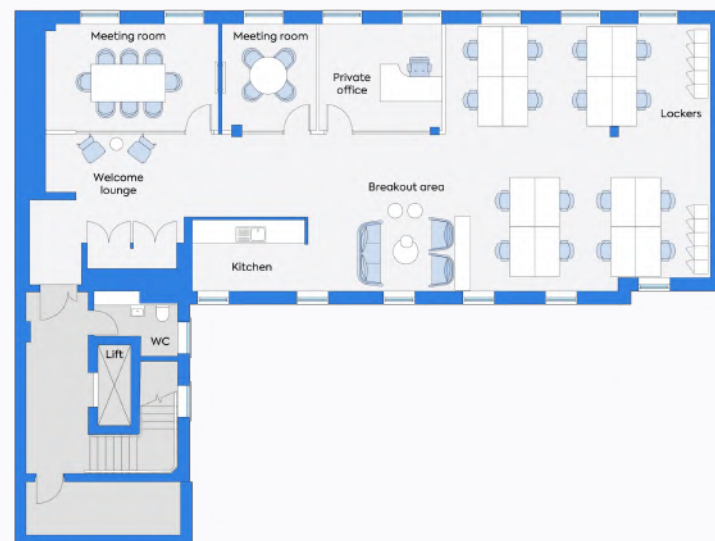 Meeting room
Meeting room
Private
office
Lockers
Welcome
lounge
Breakout area
Kitchen
WC
Lift